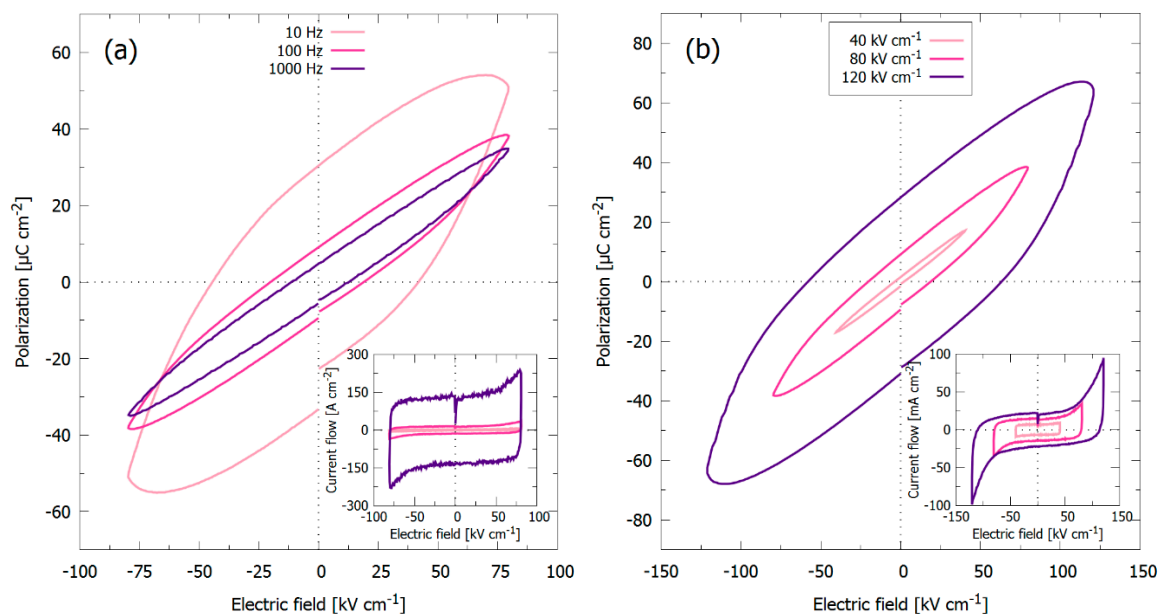 (a)
10 Hz
100 Hz
1000 Hz
Polarization [µC cm⁻²]
60
40
20
0
-20
-40
-60
-100 -75 -50 -25 0 25 50 75 100
Electric field [kV cm⁻¹]
Current flow [A cm⁻²]
300
150
0
-150
-300
-100 -50 0 50 100
Electric field [kV cm⁻¹]
(b)
40 kV cm⁻¹
80 kV cm⁻¹
120 kV cm⁻¹
Polarization [µC cm⁻²]
80
60
40
20
0
-20
-40
-60
-80
-150 -100 -50 0 50 100 150
Electric field [kV cm⁻¹]
Current flow [mA cm⁻²]
100
50
0
-50
-100
-150 -50 0 50 150
Electric field [kV cm⁻¹]